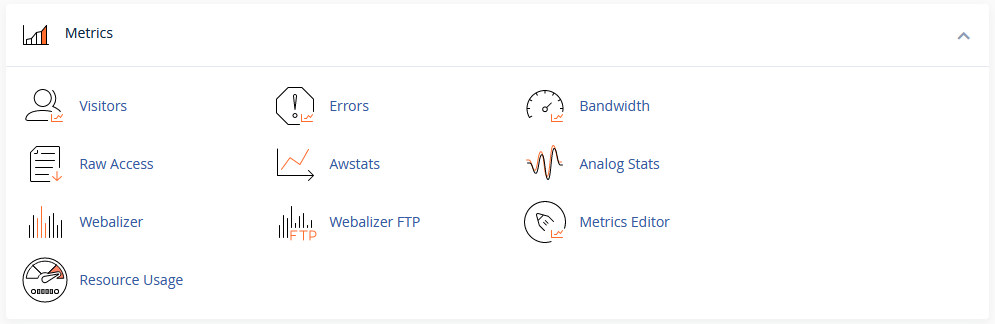 Metrics
Visitors
Errors
Bandwidth
Raw Access
Awstats
Analog Stats
Webalizer
FTP
Webalizer FTP
Metrics Editor
Resource Usage